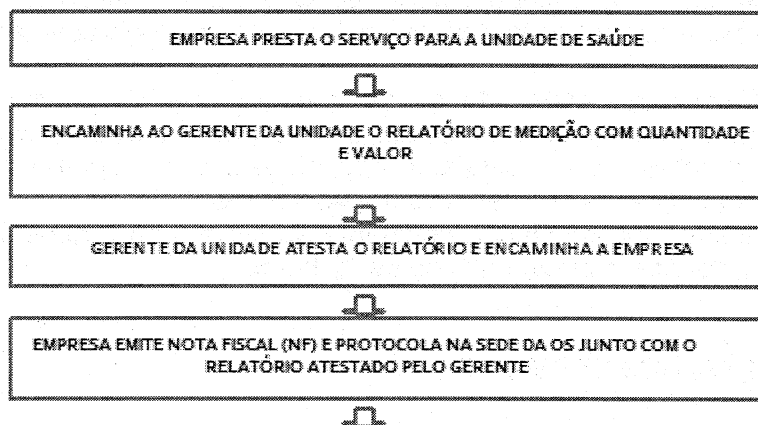 EMPRESA PRESTA O SERVIÇO PARA A UNIDADE DE SAÚDE
ENCAMINHA AO GERENTE DA UNIDADE O RELATÓRIO DE MEDIÇÃO COM QUANTIDADE
E VALOR
GERENTE DA UNIDADE ATESTA O RELATÓRIO E ENCAMINHA A EMPRESA
EMPRESA EMITE NOTA FISCAL (NF) E PROTOCOLA NA SEDE DA OS JUNTO COM O
RELATÓRIO ATESTADO PELO GERENTE